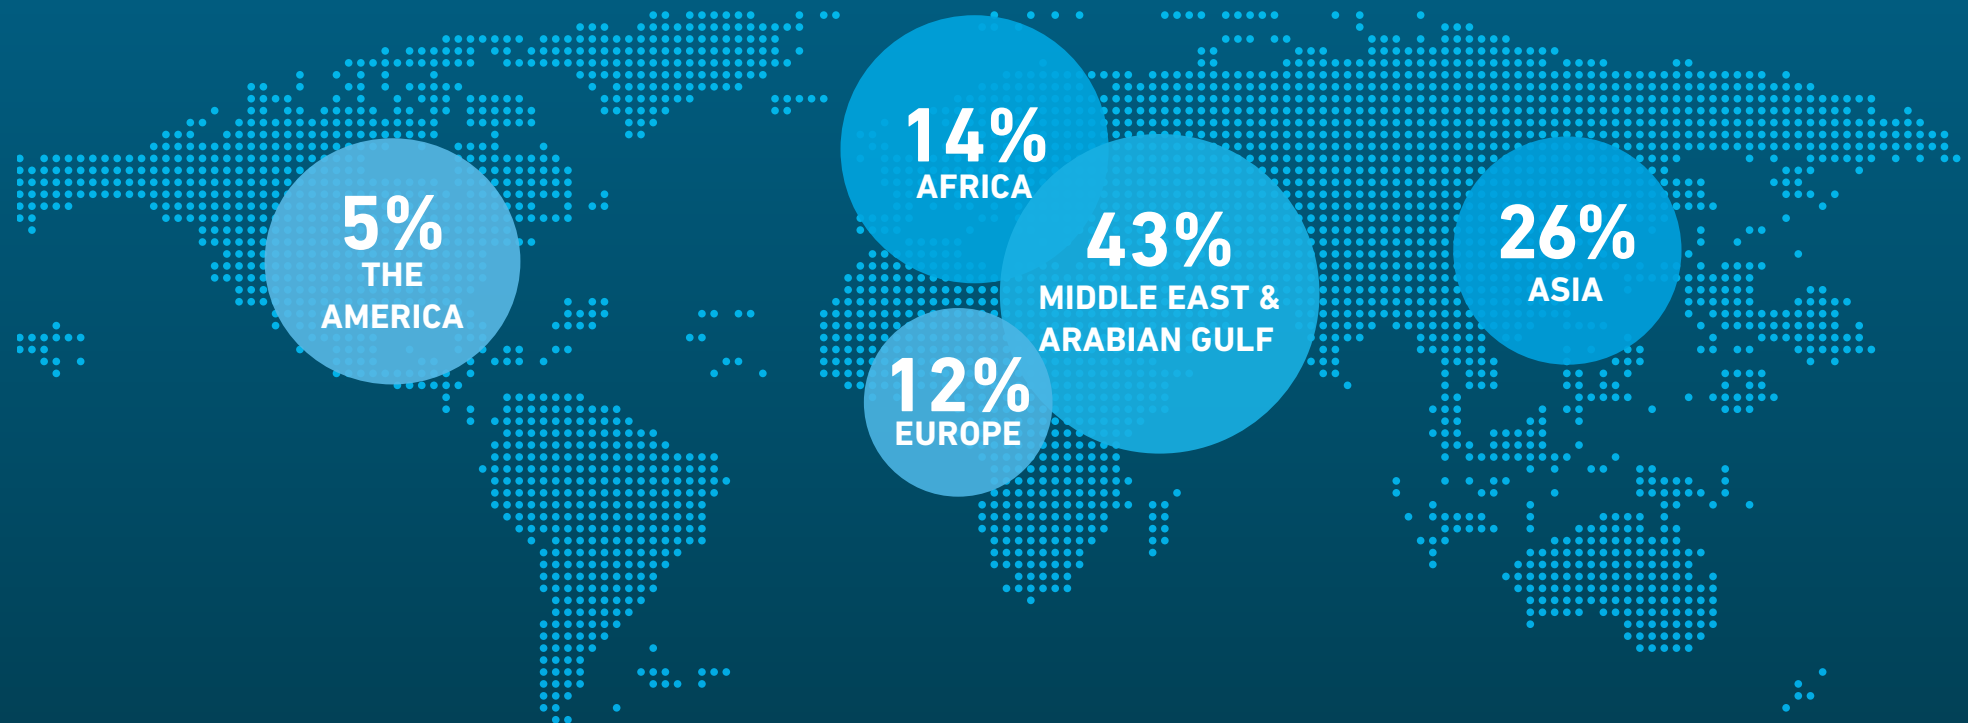 5%
THE
AMERICA
14%
AFRICA
43%
MIDDLE EAST &
ARABIAN GULF
12%
EUROPE
26%
ASIA